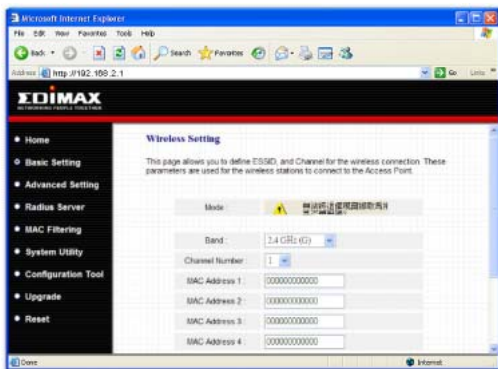 Microsoft Internet Explorer
File Edit View Favorites Tools Help
Back Search Favorites
Address http://192.168.2.1 Go Links
EDIMAX
NETWORKING PEOPLE TOGETHER
Home
Basic Setting
Advanced Setting
Radius Server
MAC Filtering
System Utility
Configuration Tool
Upgrade
Reset
Wireless Setting
This page allows you to define ESSID, and Channel for the wireless connection. These
parameters are used for the wireless stations to connect to the Access Point.
Mode :
Band : 2.4 GHz (G)
Channel Number : 1
MAC Address 1 : 000000000000
MAC Address 2 : 000000000000
MAC Address 3 : 000000000000
MAC Address 4 : 000000000000
Done Internet